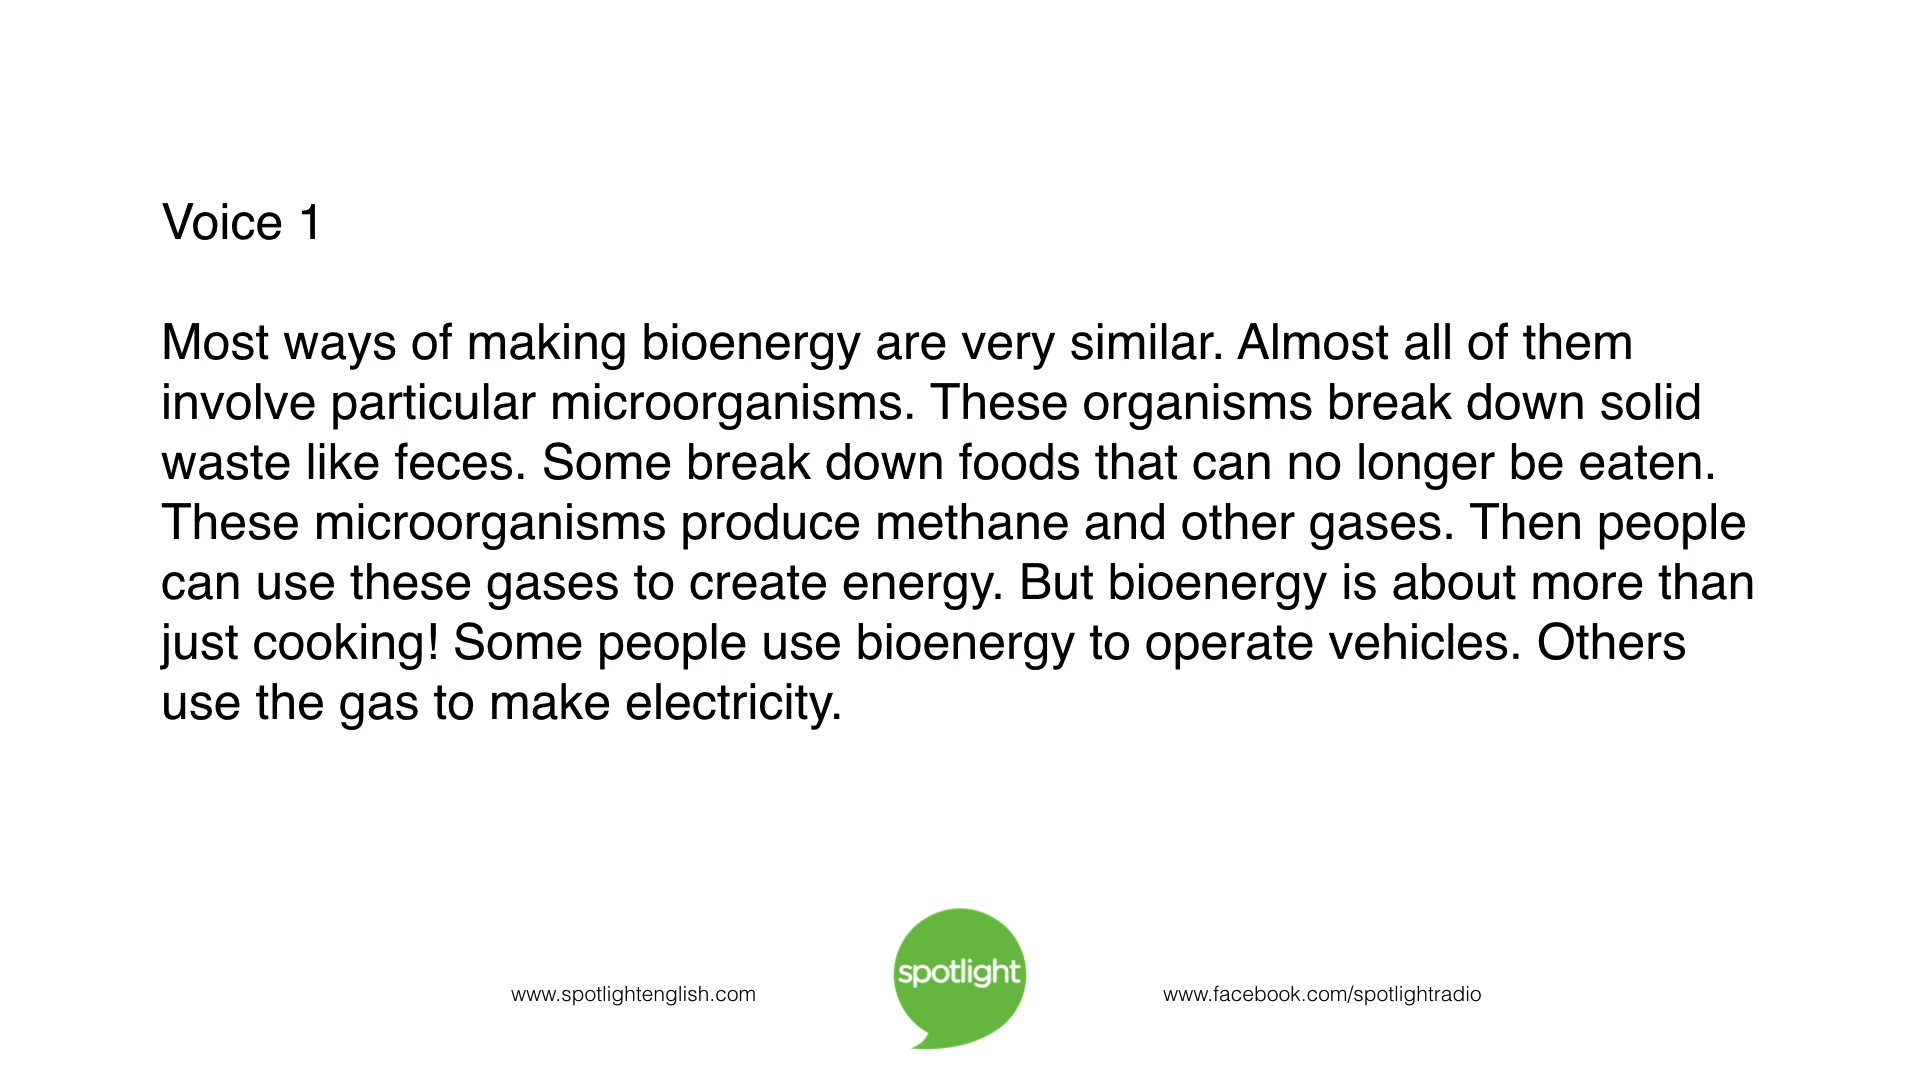 Voice 1
Most ways of making bioenergy are very similar. Almost all of them
involve particular microorganisms. These organisms break down solid
waste like feces. Some break down foods that can no longer be eaten.
These microorganisms produce methane and other gases. Then people
can use these gases to create energy. But bioenergy is about more than
just cooking! Some people use bioenergy to operate vehicles. Others
use the gas to make electricity.
spotlight
www.spotlightenglish.com
www.facebook.com/spotlightradio